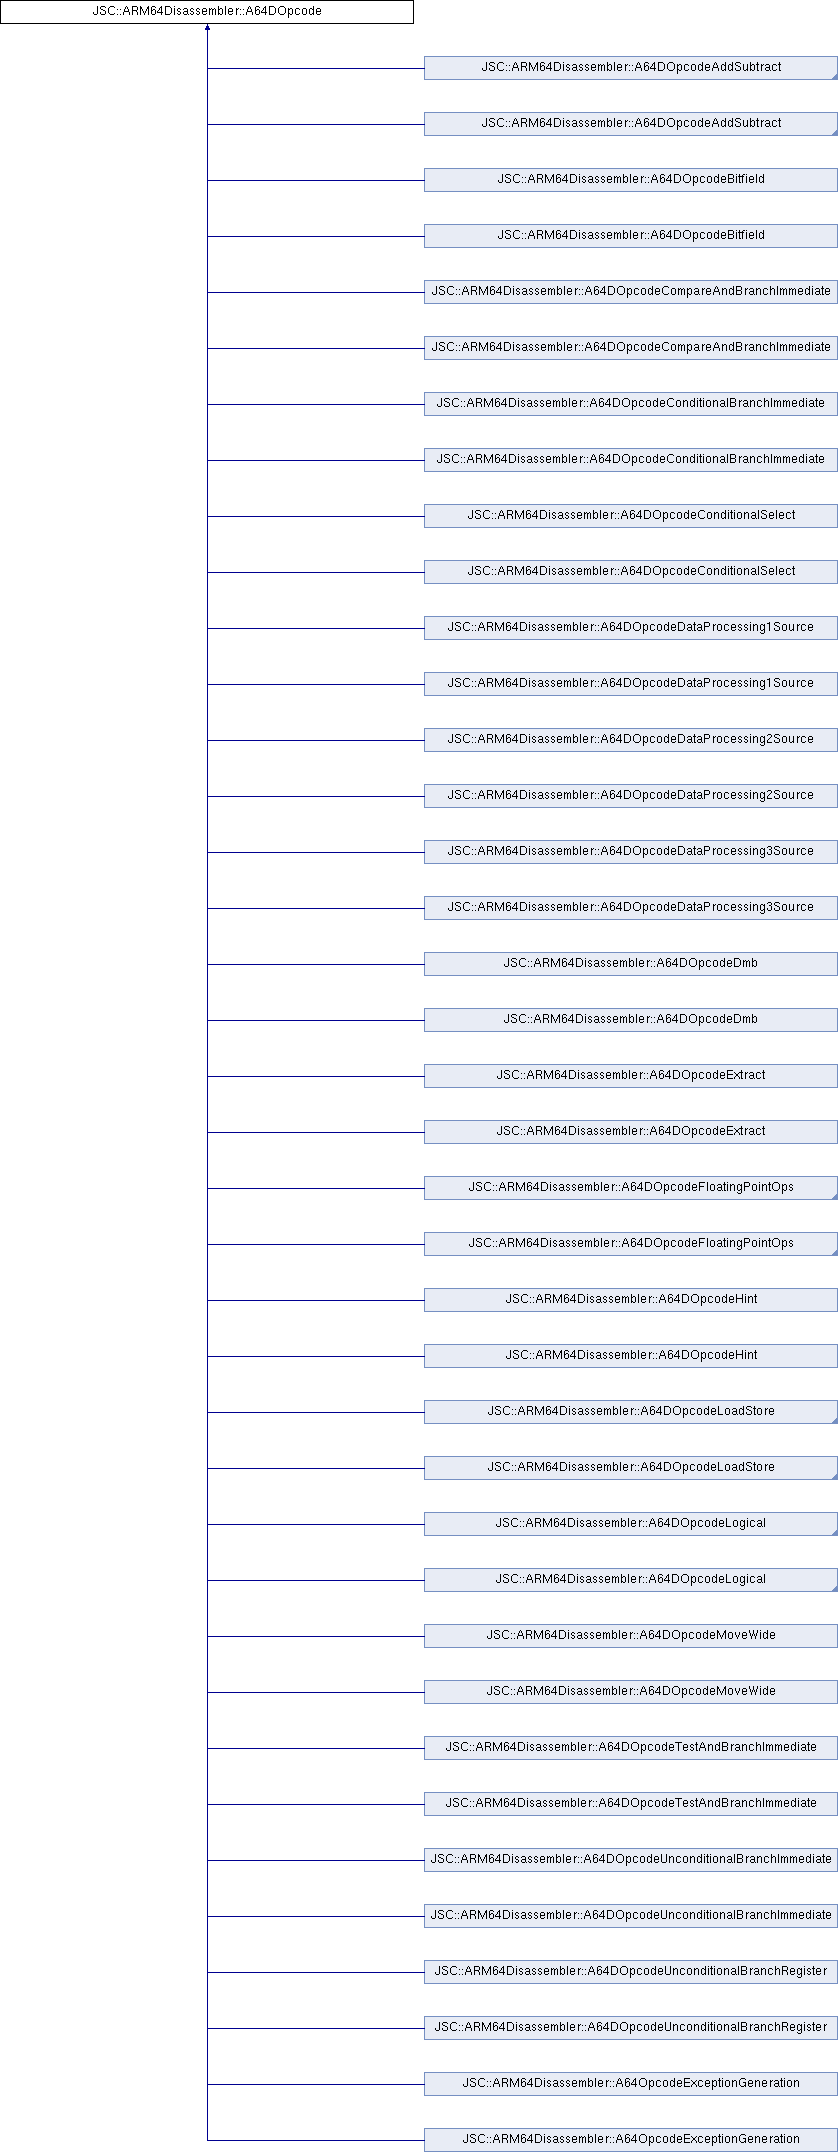 JSC::ARM64Disassembler::A64DOpcode
JSC::ARM64Disassembler::A64DOpcodeAddSubtract
JSC::ARM64Disassembler::A64DOpcodeAddSubtract
JSC::ARM64Disassembler::A64DOpcodeBitfield
JSC::ARM64Disassembler::A64DOpcodeBitfield
JSC::ARM64Disassembler::A64DOpcodeCompareAndBranchImmediate
JSC::ARM64Disassembler::A64DOpcodeCompareAndBranchImmediate
JSC::ARM64Disassembler::A64DOpcodeConditionalBranchImmediate
JSC::ARM64Disassembler::A64DOpcodeConditionalBranchImmediate
JSC::ARM64Disassembler::A64DOpcodeConditionalSelect
JSC::ARM64Disassembler::A64DOpcodeConditionalSelect
JSC::ARM64Disassembler::A64DOpcodeDataProcessing1Source
JSC::ARM64Disassembler::A64DOpcodeDataProcessing1Source
JSC::ARM64Disassembler::A64DOpcodeDataProcessing2Source
JSC::ARM64Disassembler::A64DOpcodeDataProcessing2Source
JSC::ARM64Disassembler::A64DOpcodeDataProcessing3Source
JSC::ARM64Disassembler::A64DOpcodeDataProcessing3Source
JSC::ARM64Disassembler::A64DOpcodeDmb
JSC::ARM64Disassembler::A64DOpcodeDmb
JSC::ARM64Disassembler::A64DOpcodeExtract
JSC::ARM64Disassembler::A64DOpcodeExtract
JSC::ARM64Disassembler::A64DOpcodeFloatingPointOps
JSC::ARM64Disassembler::A64DOpcodeFloatingPointOps
JSC::ARM64Disassembler::A64DOpcodeHint
JSC::ARM64Disassembler::A64DOpcodeHint
JSC::ARM64Disassembler::A64DOpcodeLoadStore
JSC::ARM64Disassembler::A64DOpcodeLoadStore
JSC::ARM64Disassembler::A64DOpcodeLogical
JSC::ARM64Disassembler::A64DOpcodeLogical
JSC::ARM64Disassembler::A64DOpcodeMoveWide
JSC::ARM64Disassembler::A64DOpcodeMoveWide
JSC::ARM64Disassembler::A64DOpcodeTestAndBranchImmediate
JSC::ARM64Disassembler::A64DOpcodeTestAndBranchImmediate
JSC::ARM64Disassembler::A64DOpcodeUnconditionalBranchImmediate
JSC::ARM64Disassembler::A64DOpcodeUnconditionalBranchImmediate
JSC::ARM64Disassembler::A64DOpcodeUnconditionalBranchRegister
JSC::ARM64Disassembler::A64DOpcodeUnconditionalBranchRegister
JSC::ARM64Disassembler::A64OpcodeExceptionGeneration
JSC::ARM64Disassembler::A64OpcodeExceptionGeneration